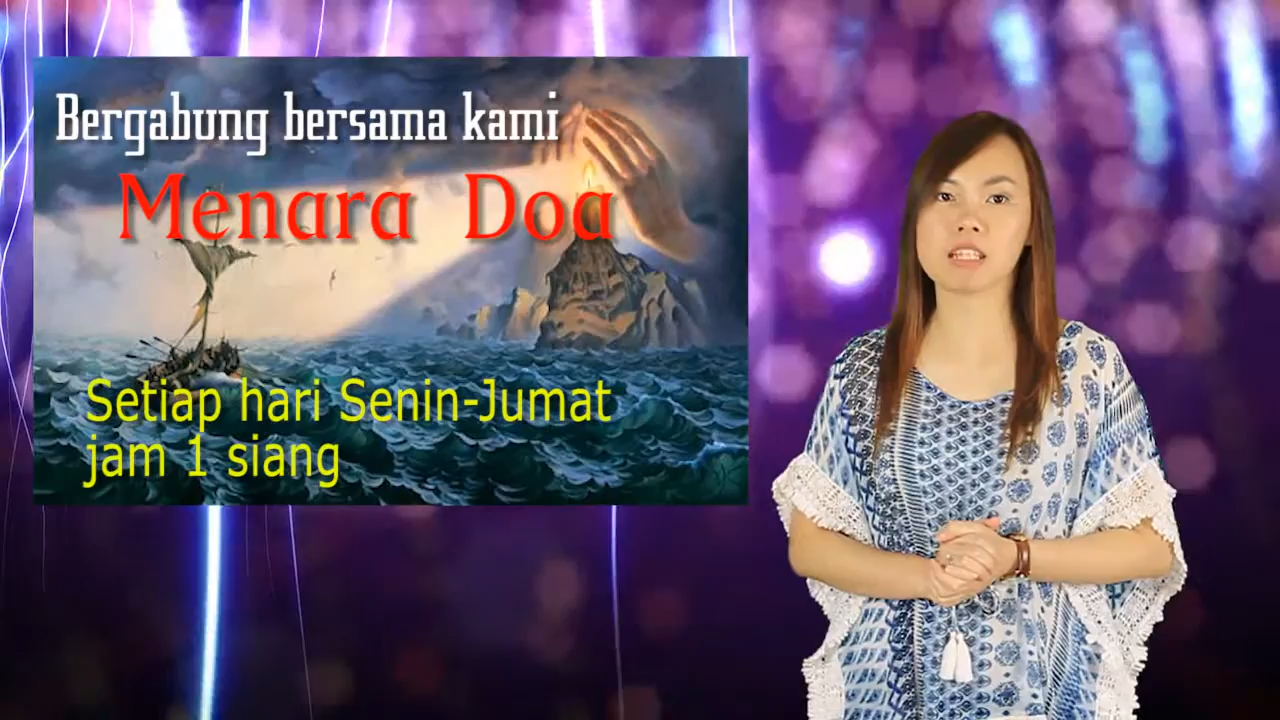 Bergabung bersama kami
Menara Doa
Setiap hari Senin-Jumat
jam 1 siang